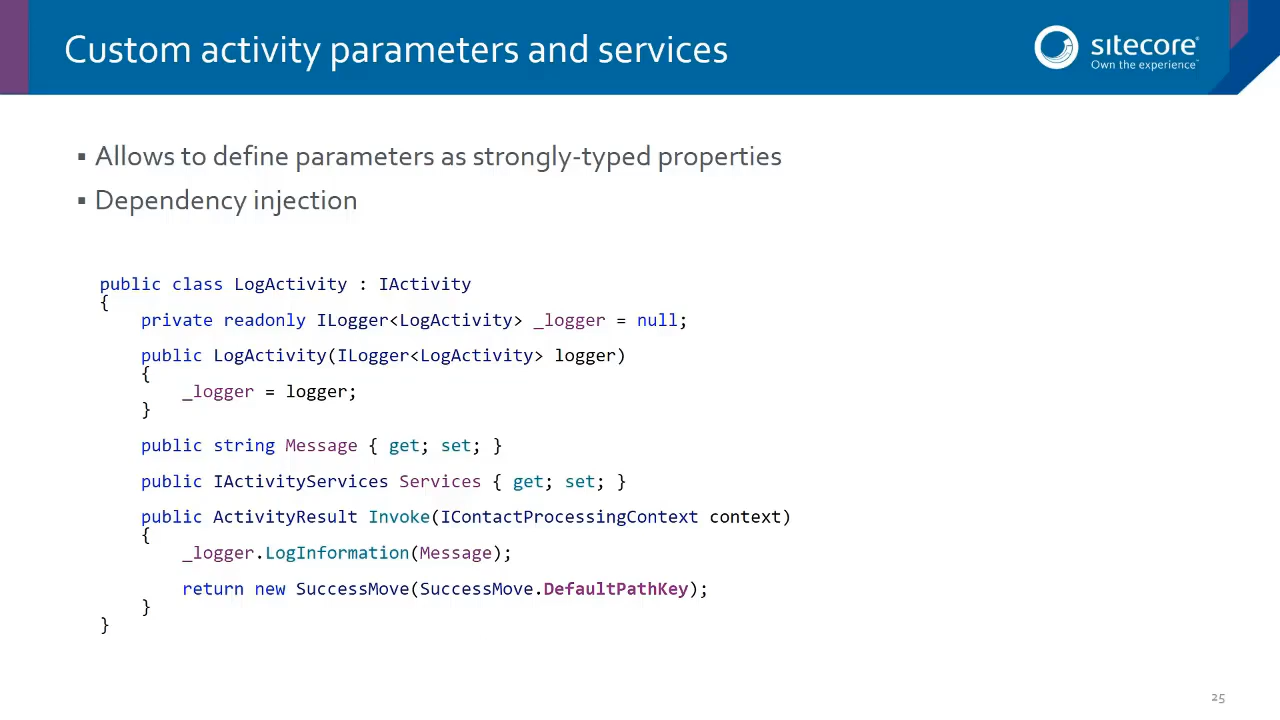 Custom activity parameters and services
sitecore
Own the experience™
▪ Allows to define parameters as strongly-typed properties
▪ Dependency injection
public class LogActivity : IActivity
{
    private readonly ILogger<LogActivity> _logger = null;
    public LogActivity(ILogger<LogActivity> logger)
    {
        _logger = logger;
    }
    public string Message { get; set; }
    public IActivityServices Services { get; set; }
    public ActivityResult Invoke(IContactProcessingContext context)
    {
        _logger.LogInformation(Message);
        return new SuccessMove(SuccessMove.DefaultPathKey);
    }
}
25